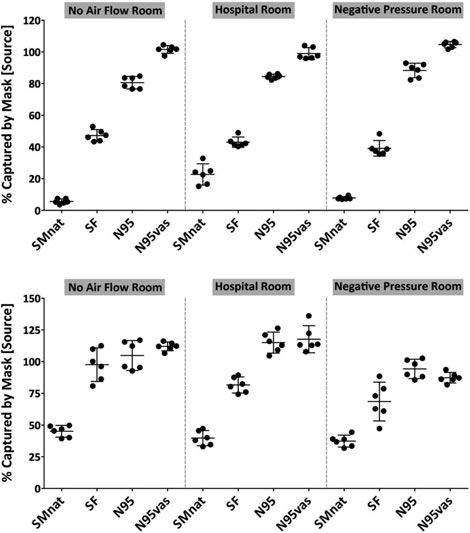 No Air Flow Room Hospital Room Negative Pressure Room
% Captured by Mask [Source]
120
100
80
60
40
20
0
SMnat SF N95 N95vas SMnat SF N95 N95vas SMnat SF N95 N95vas
No Air Flow Room Hospital Room Negative Pressure Room
% Captured by Mask [Source]
150
125
100
75
50
25
0
SMnat SF N95 N95vas SMnat SF N95 N95vas SMnat SF N95 N95vas